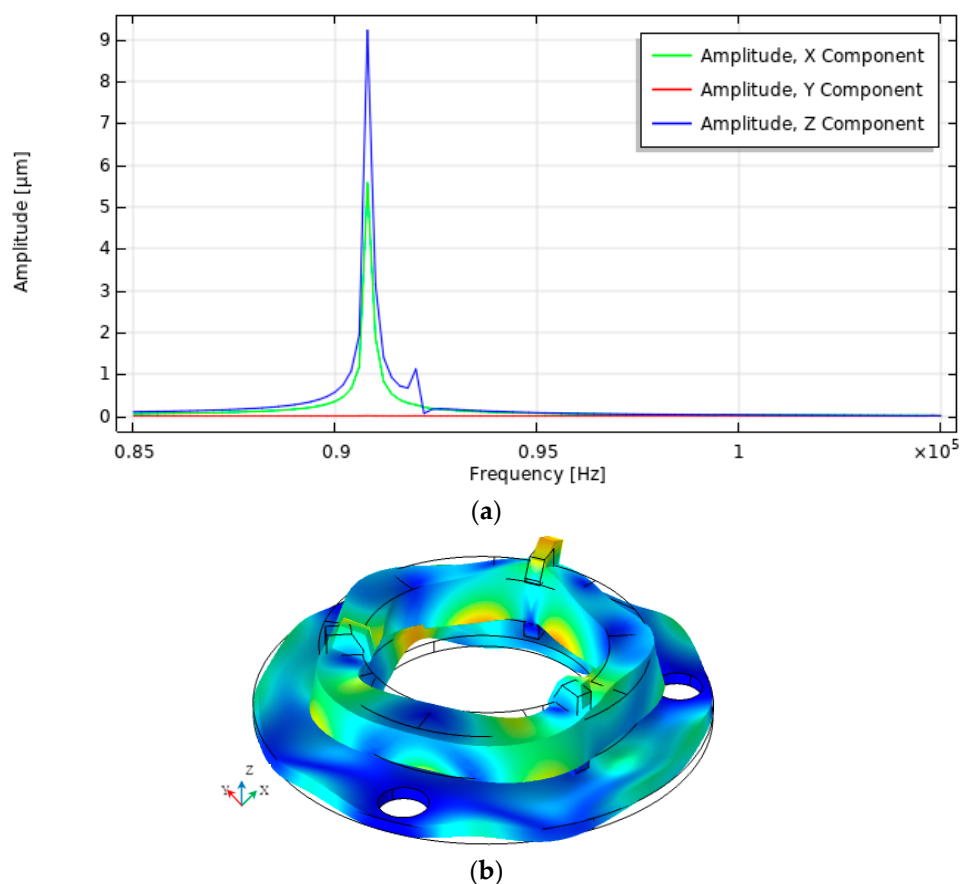 Amplitude [µm]
9
8
7
6
5
4
3
2
1
0
Amplitude, X Component
Amplitude, Y Component
Amplitude, Z Component
0.85 0.9 0.95 1 ×10⁵
Frequency [Hz]
(a)
z
Y x
(b)